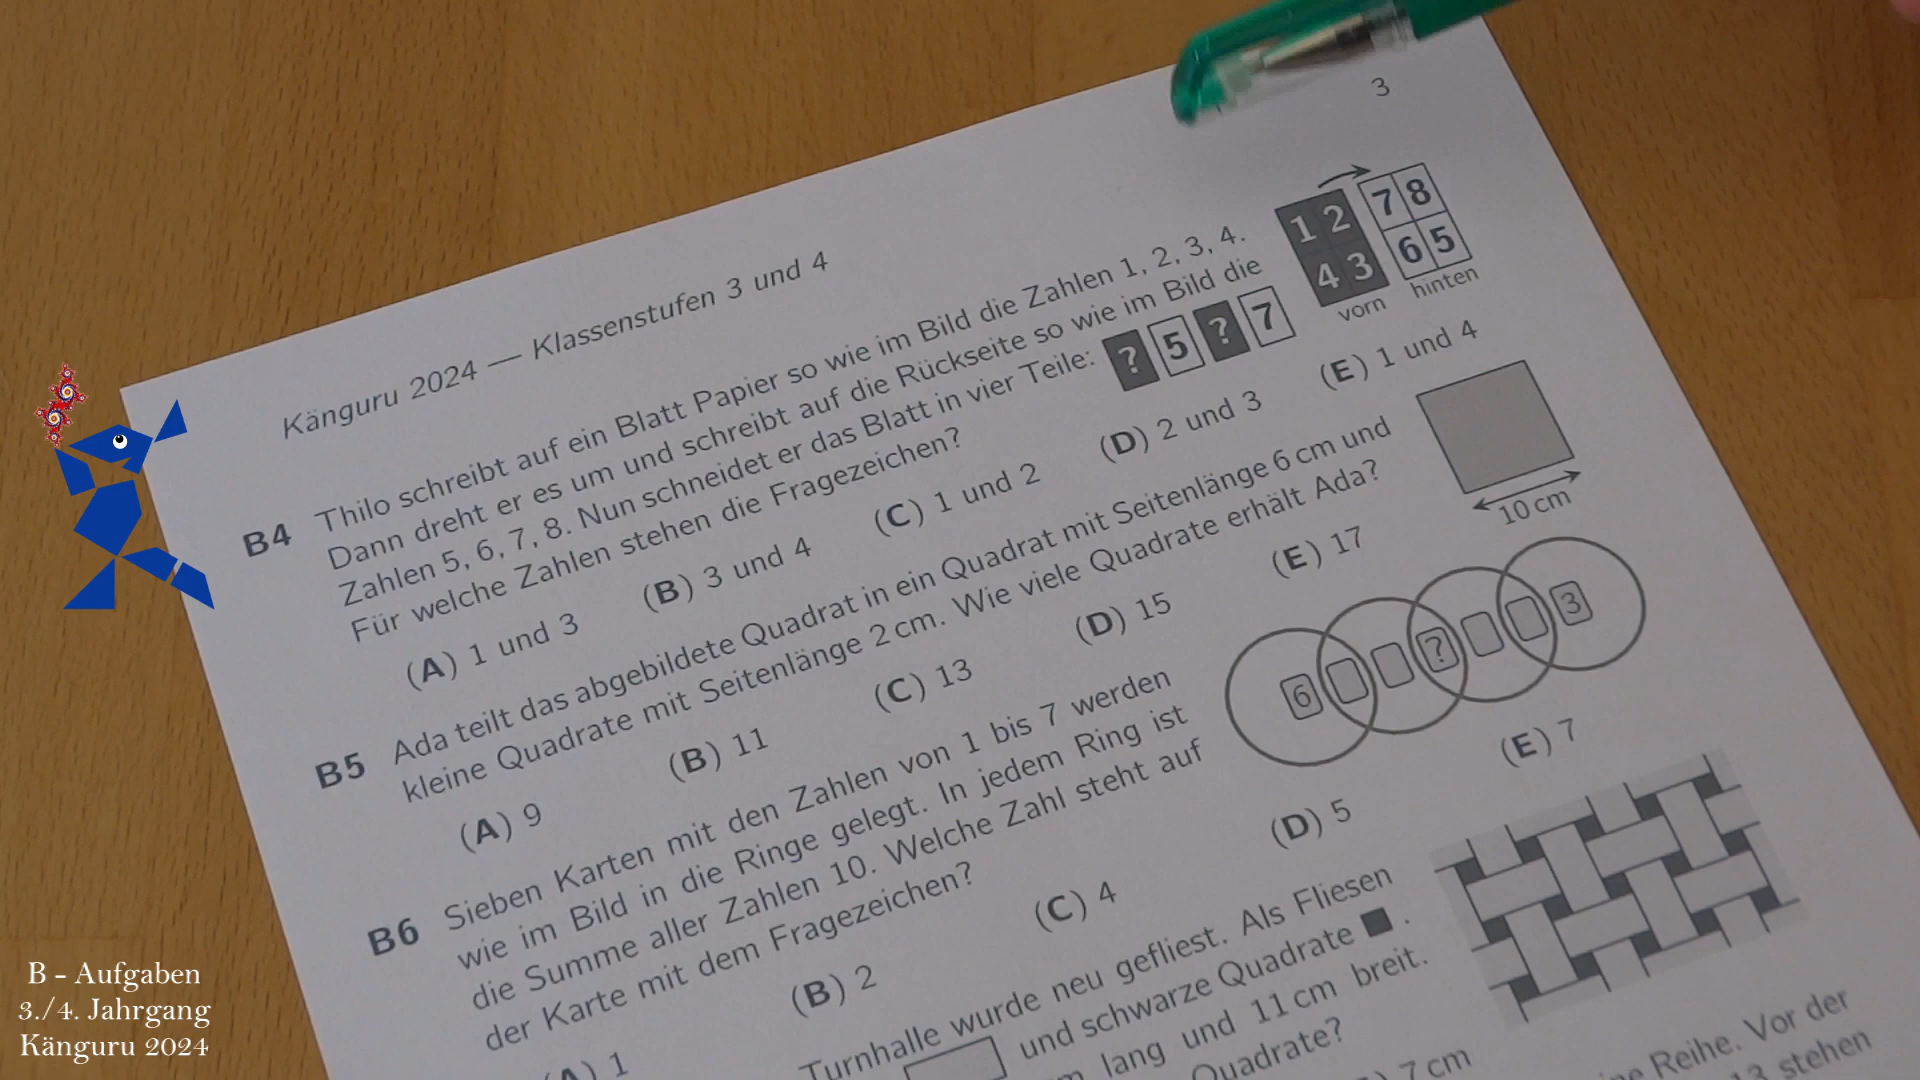 3
Känguru 2024 — Klassenstufen 3 und 4
B4 Thilo schreibt auf ein Blatt Papier so wie im Bild die Zahlen 1, 2, 3, 4.
Dann dreht er es um und schreibt auf die Rückseite so wie im Bild die
Zahlen 5, 6, 7, 8. Nun schneidet er das Blatt in vier Teile: ? 5 ? 7
Für welche Zahlen stehen die Fragezeichen?
1 2 7 8
4 3 6 5
vorn hinten
(A) 1 und 3 (B) 3 und 4 (C) 1 und 2 (D) 2 und 3 (E) 1 und 4
B5 Ada teilt das abgebildete Quadrat in ein Quadrat mit Seitenlänge 6 cm und
kleine Quadrate mit Seitenlänge 2 cm. Wie viele Quadrate erhält Ada?
10 cm
(A) 9 (B) 11 (C) 13 (D) 15 (E) 17
B6 Sieben Karten mit den Zahlen von 1 bis 7 werden
wie im Bild in die Ringe gelegt. In jedem Ring ist
die Summe aller Zahlen 10. Welche Zahl steht auf
der Karte mit dem Fragezeichen?
6 ? 3
(A) 1 (B) 2 (C) 4 (D) 5 (E) 7
Turnhalle wurde neu gefliest. Als Fliesen
und schwarze Quadrate .
lang und 11 cm breit.
Quadrate?
7 cm
Reihe. Vor der
13 stehen
B - Aufgaben
3./4. Jahrgang
Känguru 2024